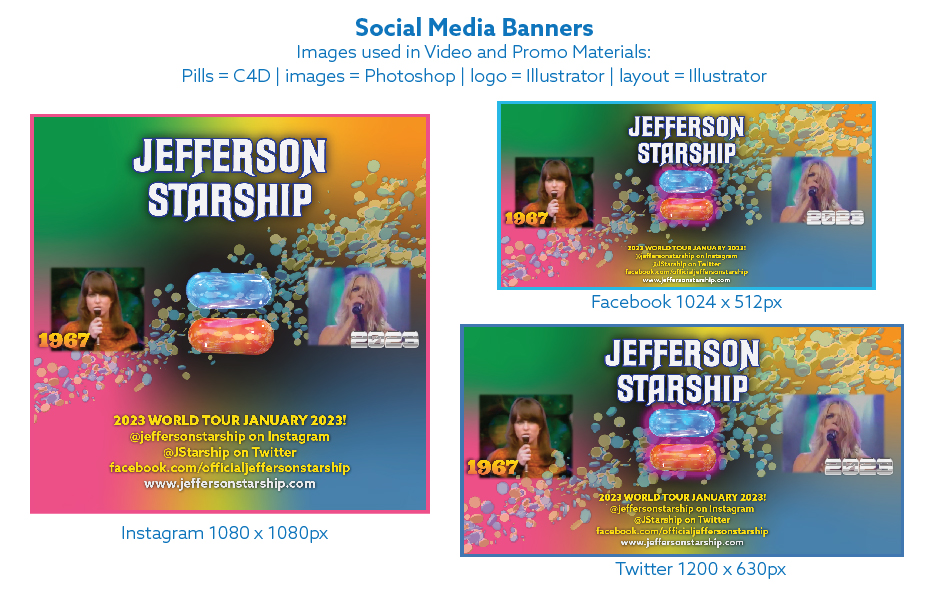 Social Media Banners
Images used in Video and Promo Materials:
Pills = C4D | images = Photoshop | logo = Illustrator | layout = Illustrator
JEFFERSON
STARSHIP
1967
2023
2023 WORLD TOUR JANUARY 2023!
@jeffersonstarship on Instagram
@JStarship on Twitter
facebook.com/officialjeffersonstarship
www.jeffersonstarship.com
Instagram 1080 x 1080px
JEFFERSON
STARSHIP
1967
2023
2023 WORLD TOUR JANUARY 2023!
@jeffersonstarship on Instagram
@JStarship on Twitter
facebook.com/officialjeffersonstarship
www.jeffersonstarship.com
Facebook 1024 x 512px
JEFFERSON
STARSHIP
1967
2023
2023 WORLD TOUR JANUARY 2023!
@jeffersonstarship on Instagram
@JStarship on Twitter
facebook.com/officialjeffersonstarship
www.jeffersonstarship.com
Twitter 1200 x 630px